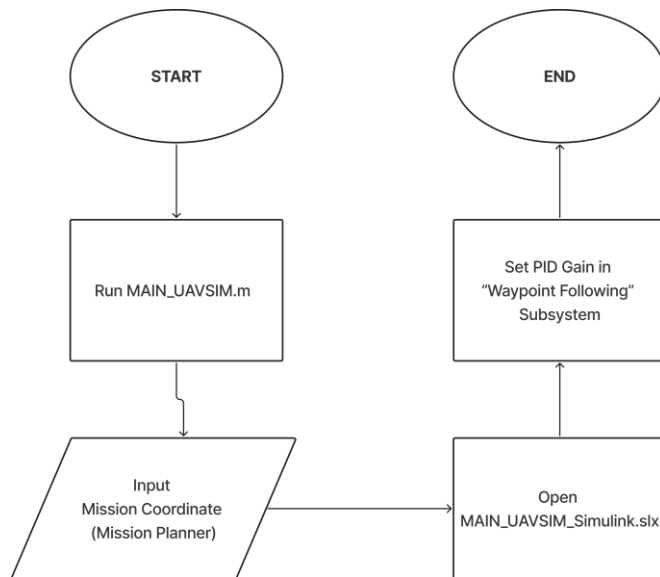 START
Run MAIN_UAVSIM.m
Input
Mission Coordinate
(Mission Planner)
Open
MAIN_UAVSIM_Simulink.slx
Set PID Gain in
“Waypoint Following“
Subsystem
END